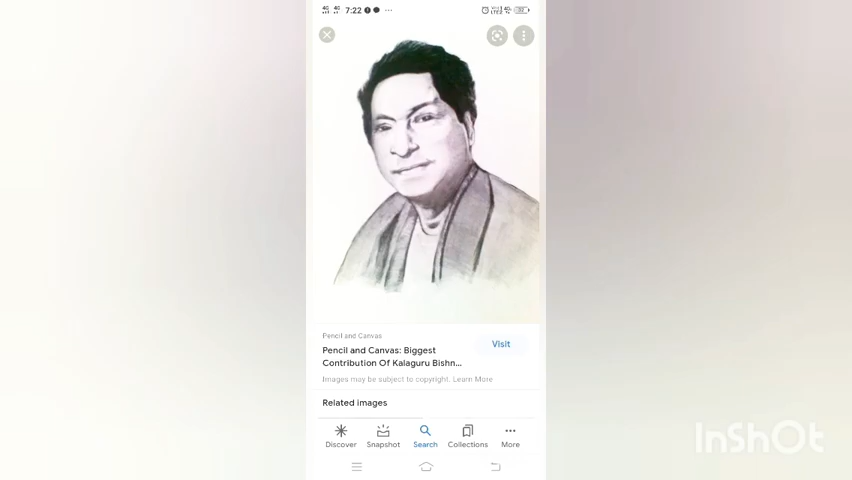 7:22
Pencil and Canvas
Pencil and Canvas: Biggest
Visit
Contribution Of Kalaguru Bishn...
Images may be subject to copyright. Learn More
Related images
Discover Snapshot Search Collections More
InShOt